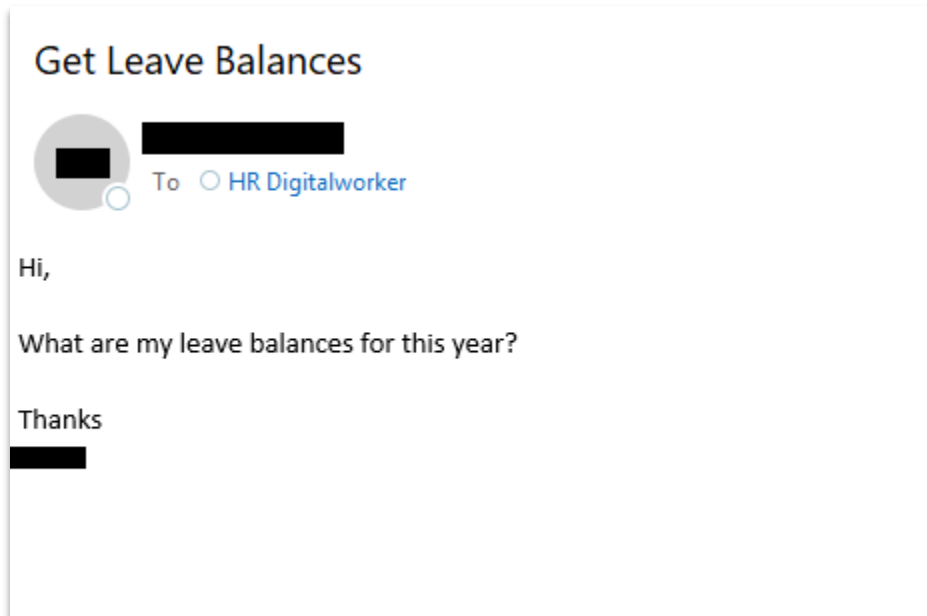 Get Leave Balances
To HR Digitalworker
Hi,
What are my leave balances for this year?
Thanks